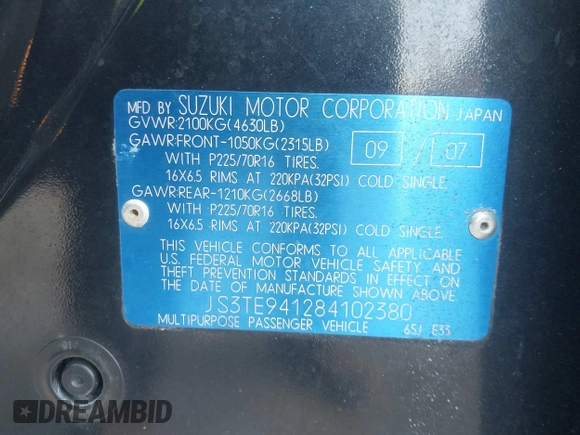 MFD BY SUZUKI MOTOR CORPORATION JAPAN
GVWR:2100KG(4630LB)
GAWR:FRONT-1050KG(2315LB)
WITH P225/70R16 TIRES.
16X6.5 RIMS AT 220KPA(32PSI) COLD SINGLE.
09 / 07
GAWR:REAR-1210KG(2668LB)
WITH P225/70R16 TIRES.
16X6.5 RIMS AT 220KPA(32PSI) COLD SINGLE.
THIS VEHICLE CONFORMS TO ALL APPLICABLE
U.S. FEDERAL MOTOR VEHICLE SAFETY AND
THEFT PREVENTION STANDARDS IN EFFECT ON
THE DATE OF MANUFACTURE SHOWN ABOVE.
JS3TE941284102380
MULTIPURPOSE PASSENGER VEHICLE 65J E33
DREAMBID